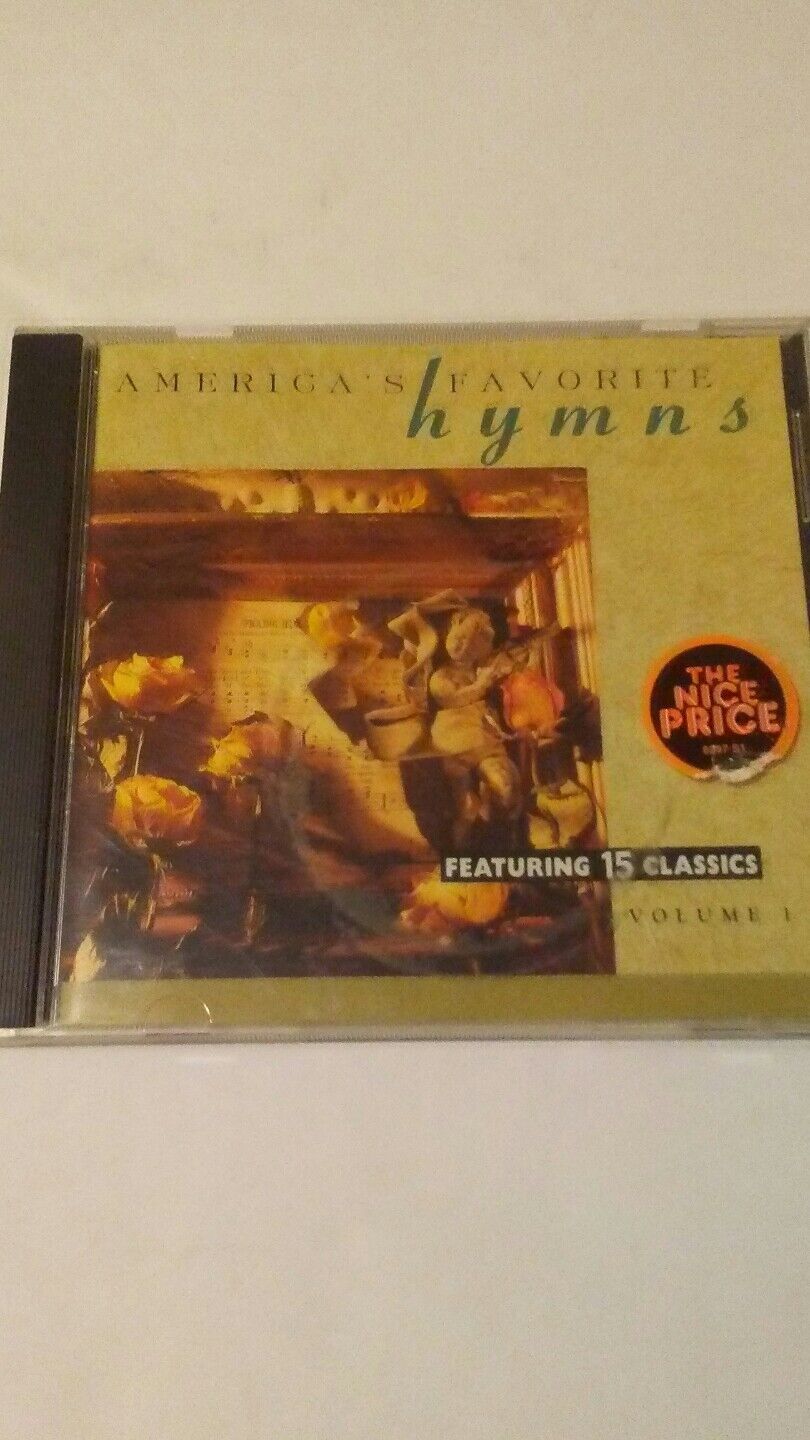 AMERICA'S FAVORITE
hymns
THE
NICE
PRICE
FEATURING 15 CLASSICS
VOLUME 1